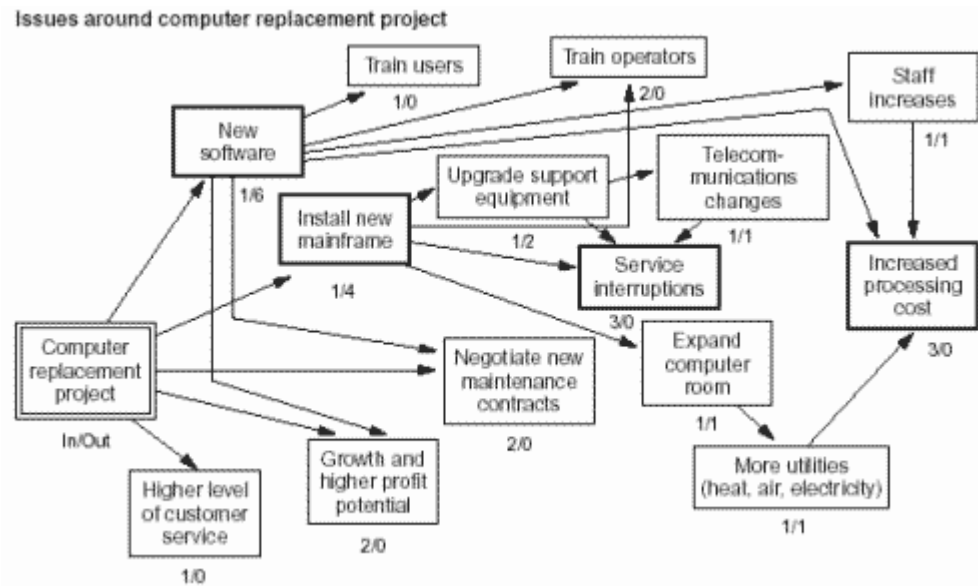 Issues around computer replacement project
Train users
1/0
Train operators
2/0
Staff
increases
1/1
New
software
1/6
Upgrade support
equipment
1/2
Telecom-
munications
changes
1/1
Install new
mainframe
1/4
Service
interruptions
3/0
Increased
processing
cost
3/0
Computer
replacement
project
In/Out
Negotiate new
maintenance
contracts
2/0
Expand
computer
room
1/1
Higher level
of customer
service
1/0
Growth and
higher profit
potential
2/0
More utilities
(heat, air, electricity)
1/1